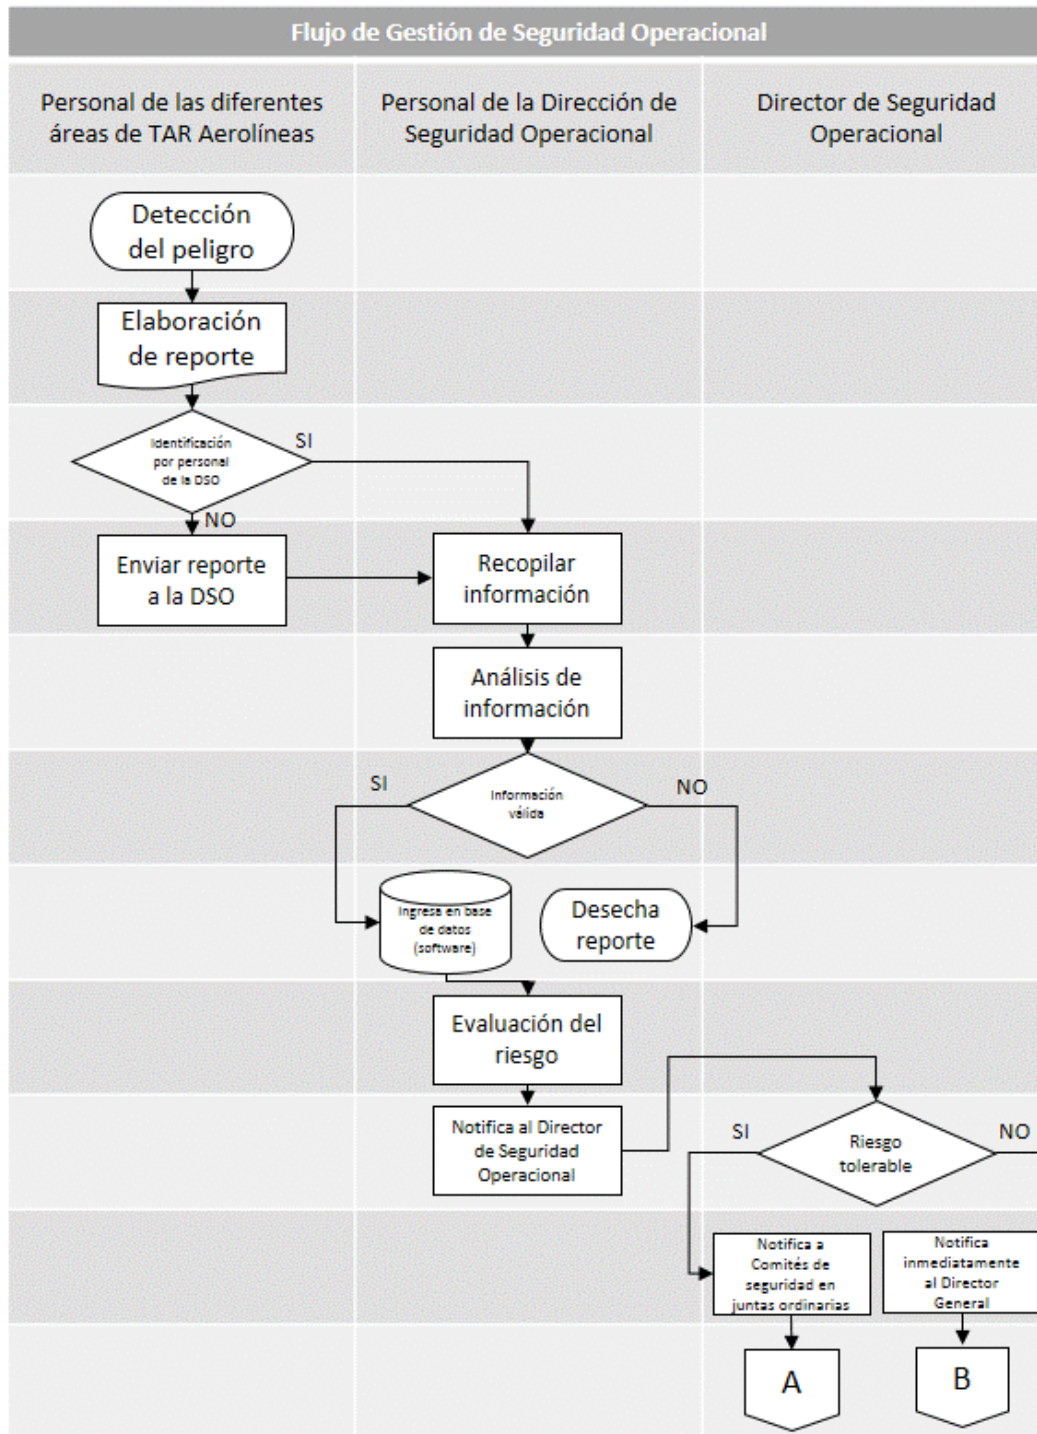 Flujo de Gestión de Seguridad Operacional
Personal de las diferentes
áreas de TAR Aerolíneas
Personal de la Dirección de
Seguridad Operacional
Director de Seguridad
Operacional
Detección
del peligro
Elaboración
de reporte
Identificación
por personal
de la DSO
SI
NO
Enviar reporte
a la DSO
Recopilar
información
Análisis de
información
SI
Información
válida
NO
Ingresa en base
de datos
(software)
Desecha
reporte
Evaluación del
riesgo
Notifica al Director
de Seguridad
Operacional
SI
Riesgo
tolerable
NO
Notifica a
Comités de
seguridad en
juntas ordinarias
Notifica
inmediatamente
al Director
General
A
B